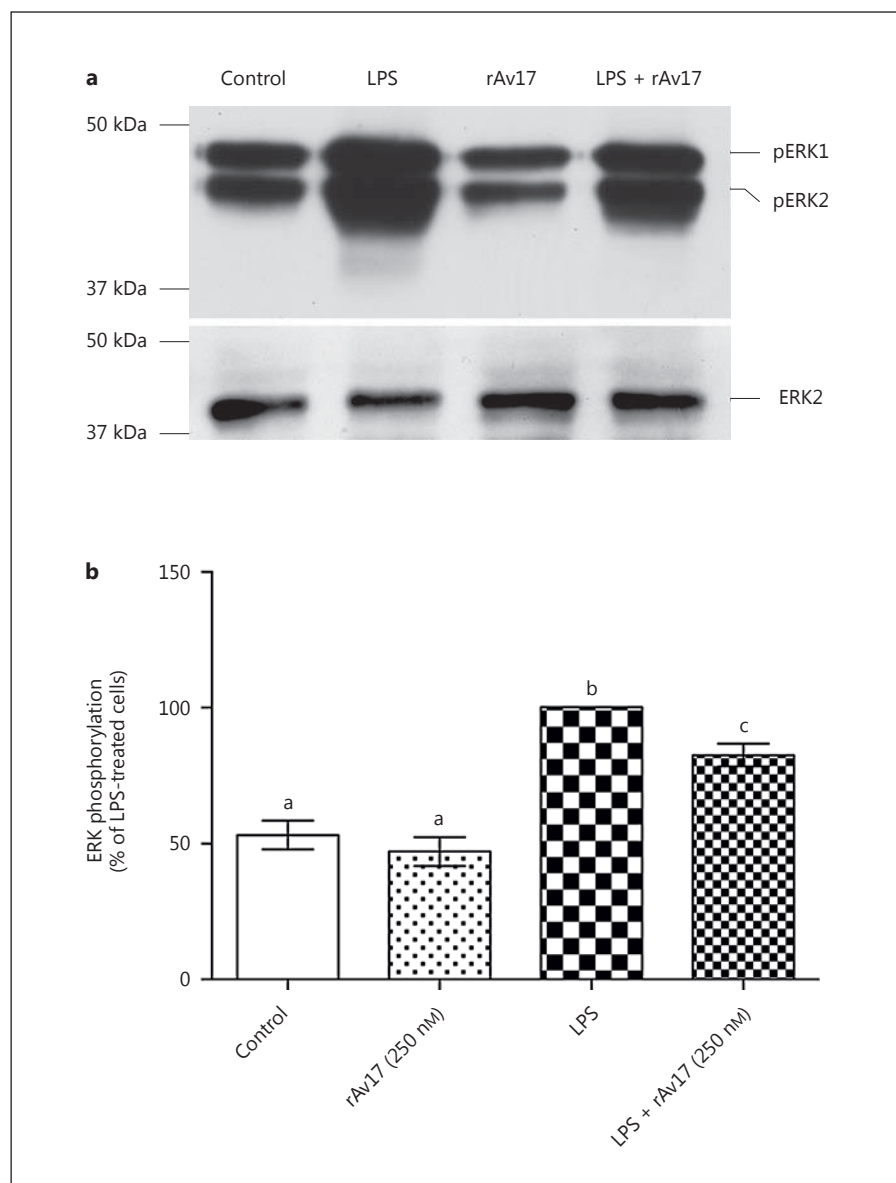 a
Control LPS rAv17 LPS + rAv17
50 kDa
pERK1
pERK2
37 kDa
50 kDa
ERK2
37 kDa
b
150
100
50
0
ERK phosphorylation
(% of LPS-treated cells)
a
a
b
c
Control
rAv17 (250 nM)
LPS
LPS + rAv17 (250 nM)